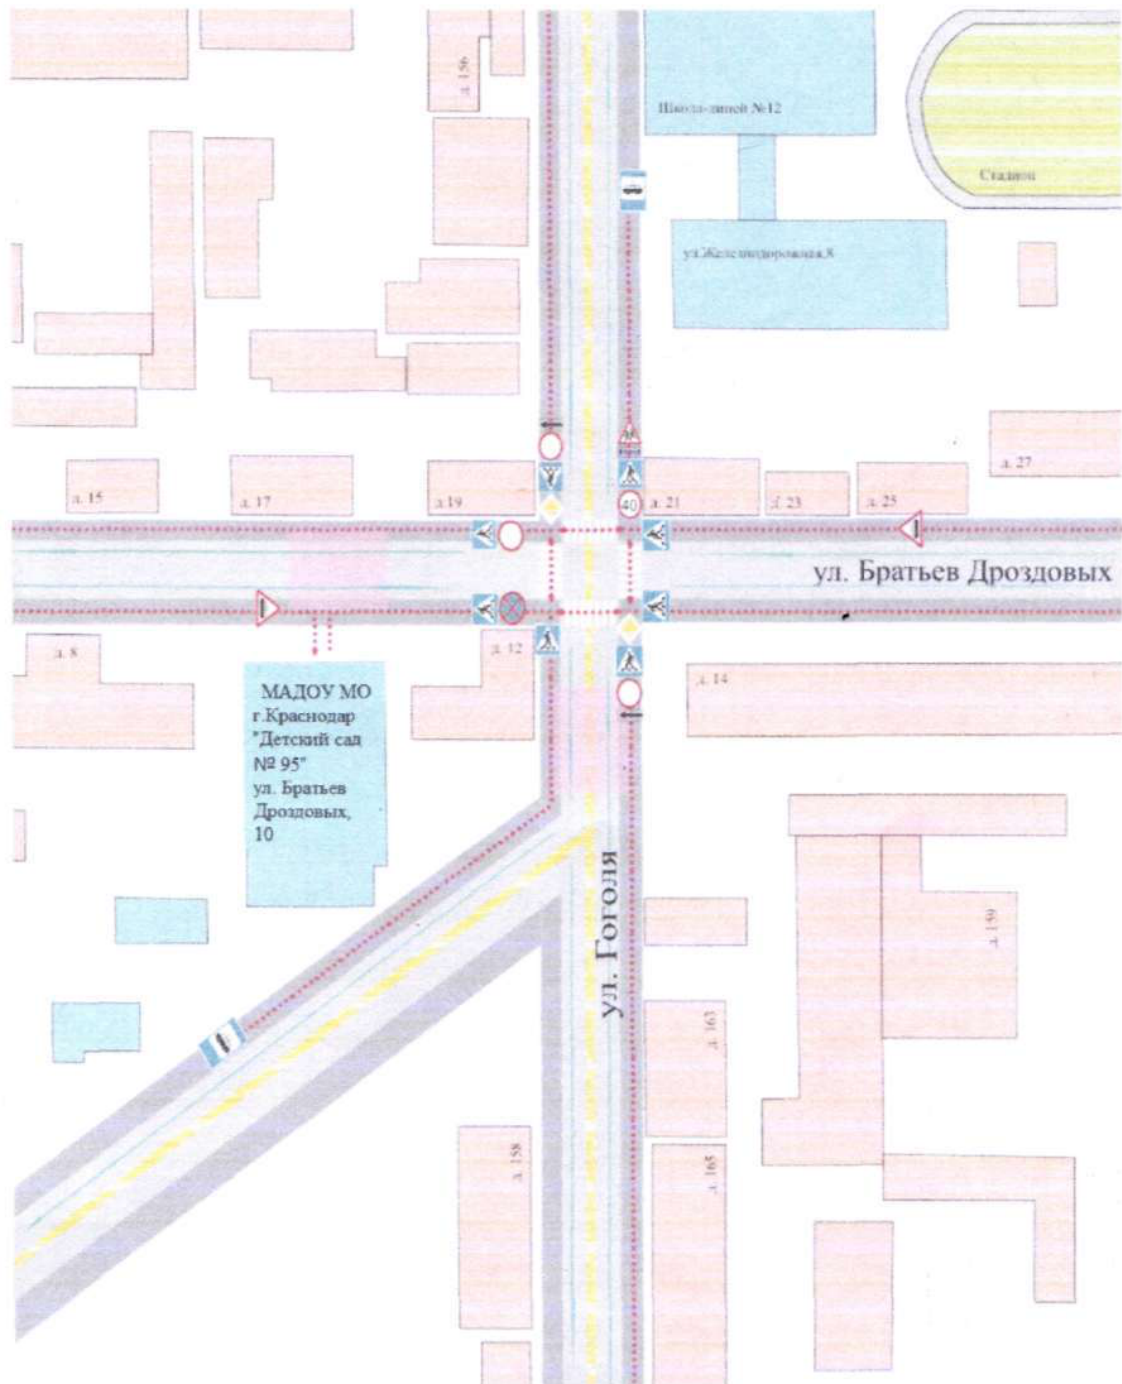 д. 156
Школа-лицей №12
Стадион
ул.Железнодорожная,8
д. 27
д. 15
д. 17
д.19
д. 21
д. 23
д. 25
40
ул. Братьев Дроздовых
д. 8
д. 12
д. 14
МАДОУ МО
г.Краснодар
"Детский сад
№ 95"
ул. Братьев
Дроздовых,
10
ул. Гоголя
д. 159
д. 163
д. 158
д. 165